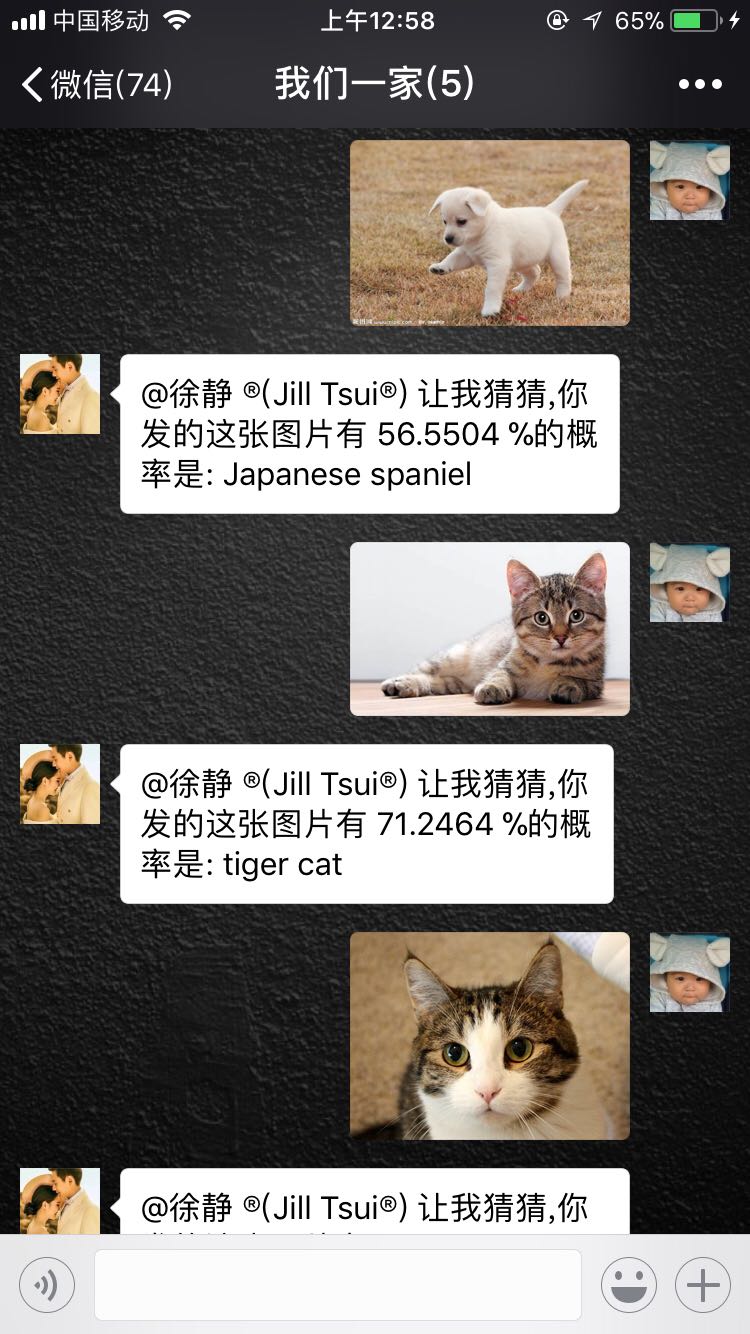 中国移动 上午12:58 65%
微信(74) 我们一家(5)
@徐静 ®(Jill Tsui®) 让我猜猜,你
发的这张图片有 56.5504 %的概
率是: Japanese spaniel
@徐静 ®(Jill Tsui®) 让我猜猜,你
发的这张图片有 71.2464 %的概
率是: tiger cat
@徐静 ®(Jill Tsui®) 让我猜猜,你